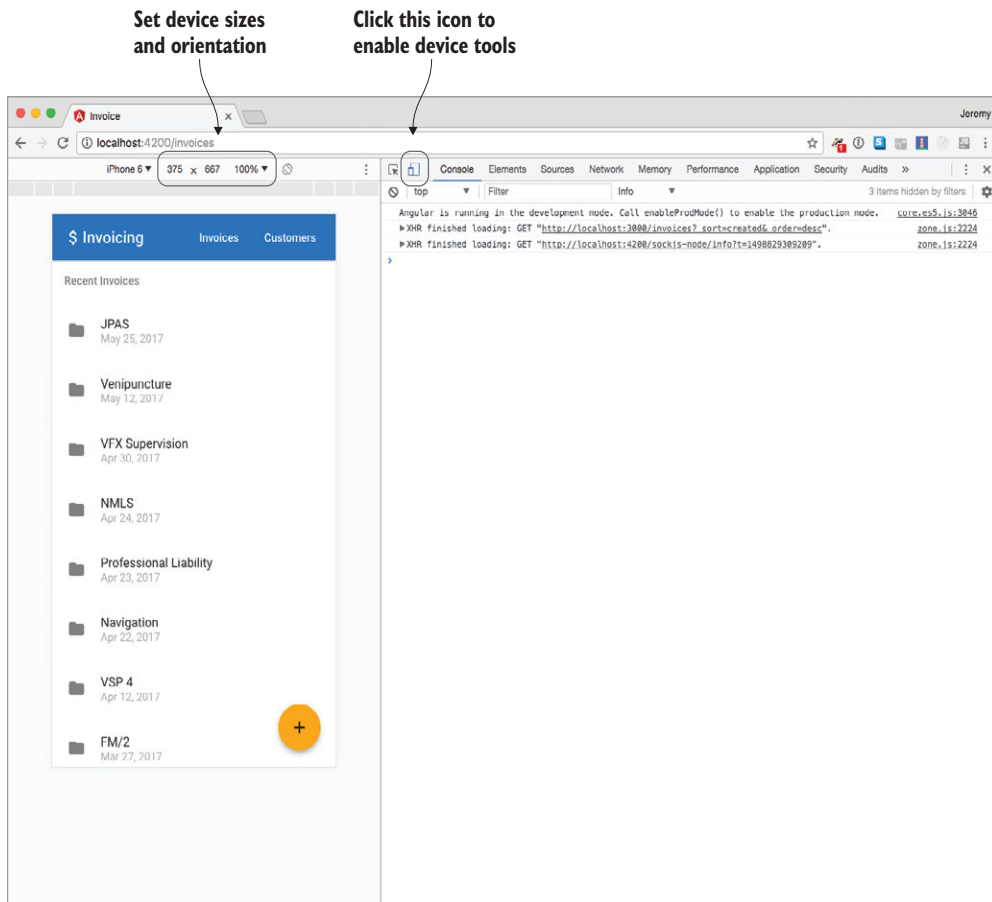 Set device sizes
and orientation
Click this icon to
enable device tools
Invoice
Jeremy
localhost:4200/invoices
1
iPhone 6 ▼ 375 × 667 100% ▼
Console Elements Sources Network Memory Performance Application Security Audits »
top ▼ Filter Info ▼ 3 items hidden by filters
Angular is running in the development mode. Call enableProdMode() to enable the production mode. core.es5.js:3046
▶XHR finished loading: GET "http://localhost:3000/invoices?_sort=created&_order=desc". zone.js:2224
▶XHR finished loading: GET "http://localhost:4200/sockjs-node/info?t=1498829309209". zone.js:2224
>
$ Invoicing Invoices Customers
Recent Invoices
JPAS
May 25, 2017
Venipuncture
May 12, 2017
VFX Supervision
Apr 30, 2017
NMLS
Apr 24, 2017
Professional Liability
Apr 23, 2017
Navigation
Apr 22, 2017
VSP 4
Apr 12, 2017
FM/2
Mar 27, 2017
+